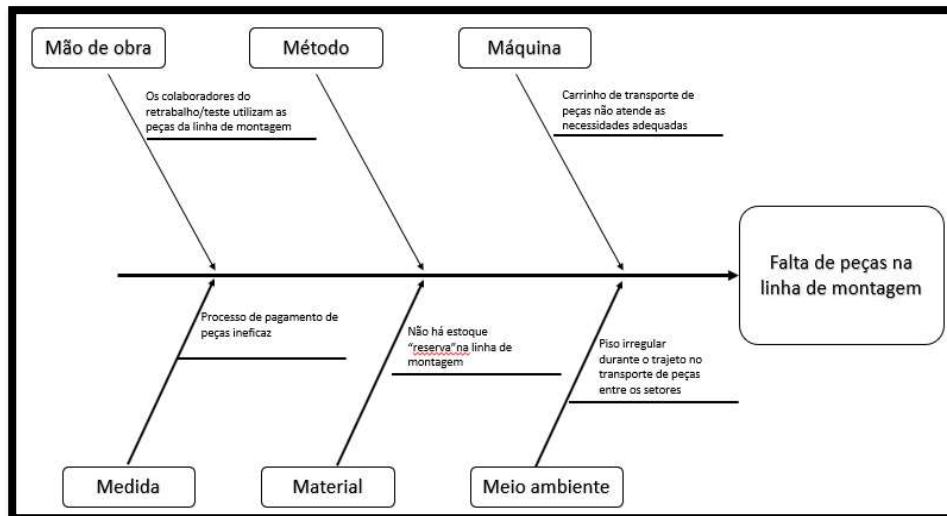 Mão de obra
Método
Máquina
Os colaboradores do
retrabalho/teste utilizam as
peças da linha de montagem
Carrinho de transporte de
peças não atende as
necessidades adequadas
Falta de peças na
linha de montagem
Processo de pagamento de
peças ineficaz
Não há estoque
“reserva”na linha de
montagem
Piso irregular
durante o trajeto no
transporte de peças
entre os setores
Medida
Material
Meio ambiente